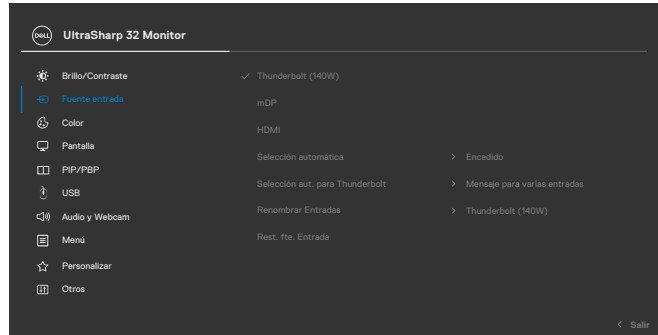 DELL UltraSharp 32 Monitor
Brillo/Contraste
Fuente entrada
Color
Pantalla
PIP/PBP
USB
Audio y Webcam
Menú
Personalizar
Otros
Thunderbolt (140W)
mDP
HDMI
Selección automática > Encedido
Selección aut. para Thunderbolt > Mensaje para varias entradas
Renombrar Entradas > Thunderbolt (140W)
Rest. fte. Entrada
< Salir